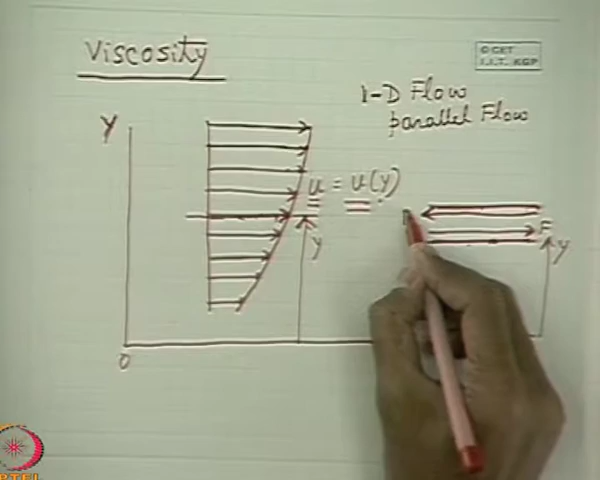 Viscosity
© CET
I.I.T. KGP
1-D Flow
parallel Flow
Y
u = u(y)
F
y
y
0